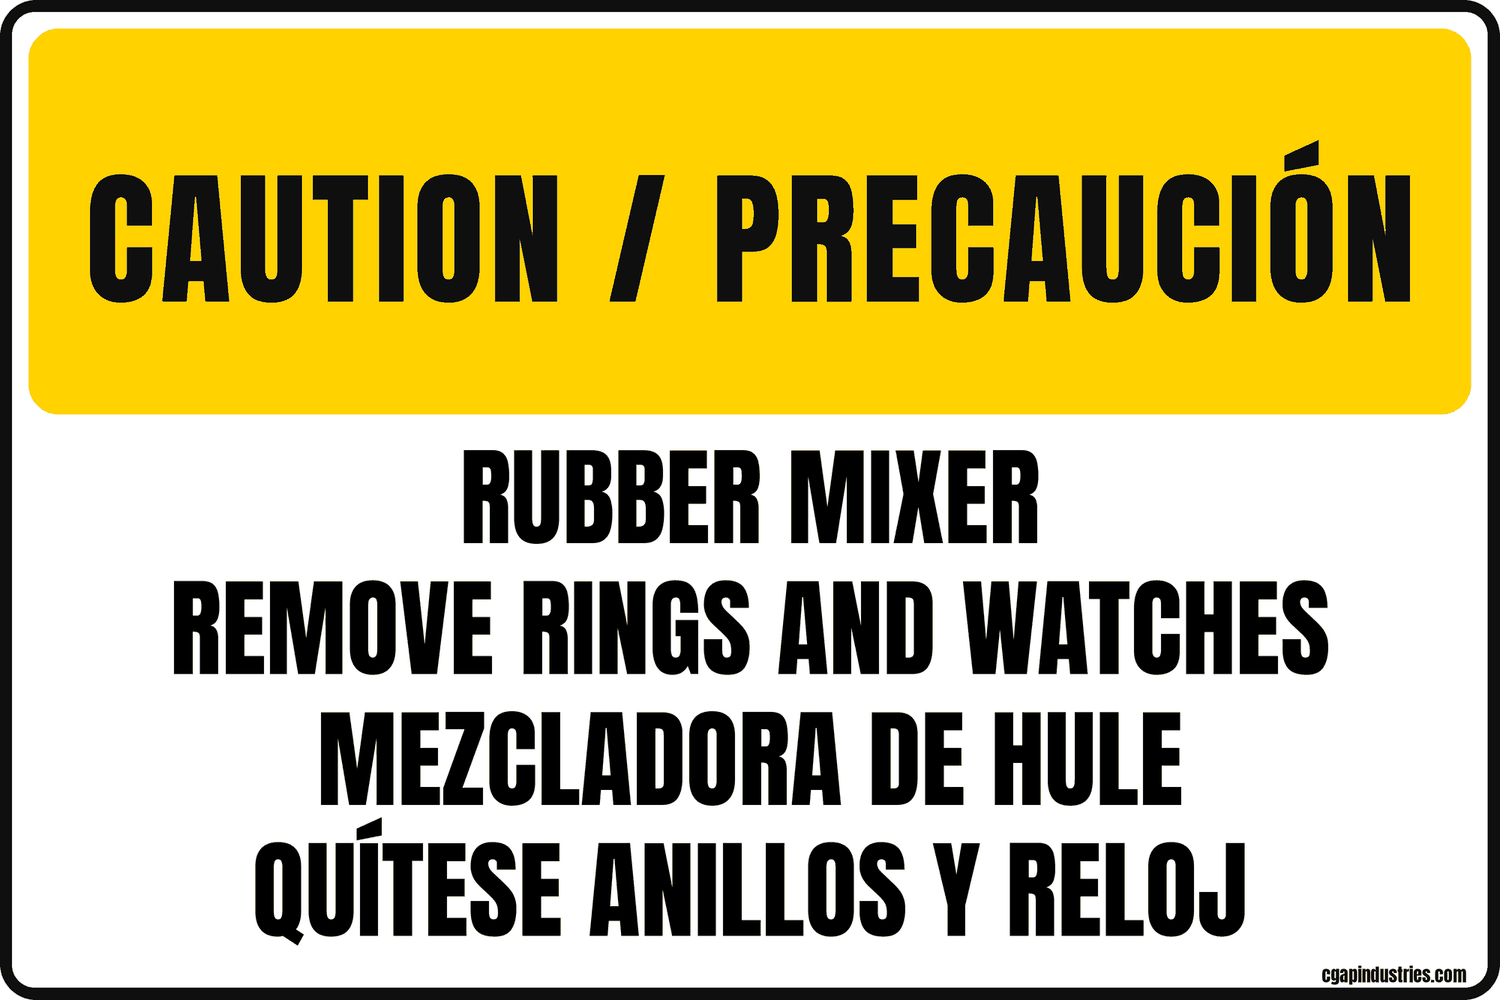 CAUTION / PRECAUCIÓN
RUBBER MIXER
REMOVE RINGS AND WATCHES
MEZCLADORA DE HULE
QUÍTESE ANILLOS Y RELOJ
cgapindustries.com